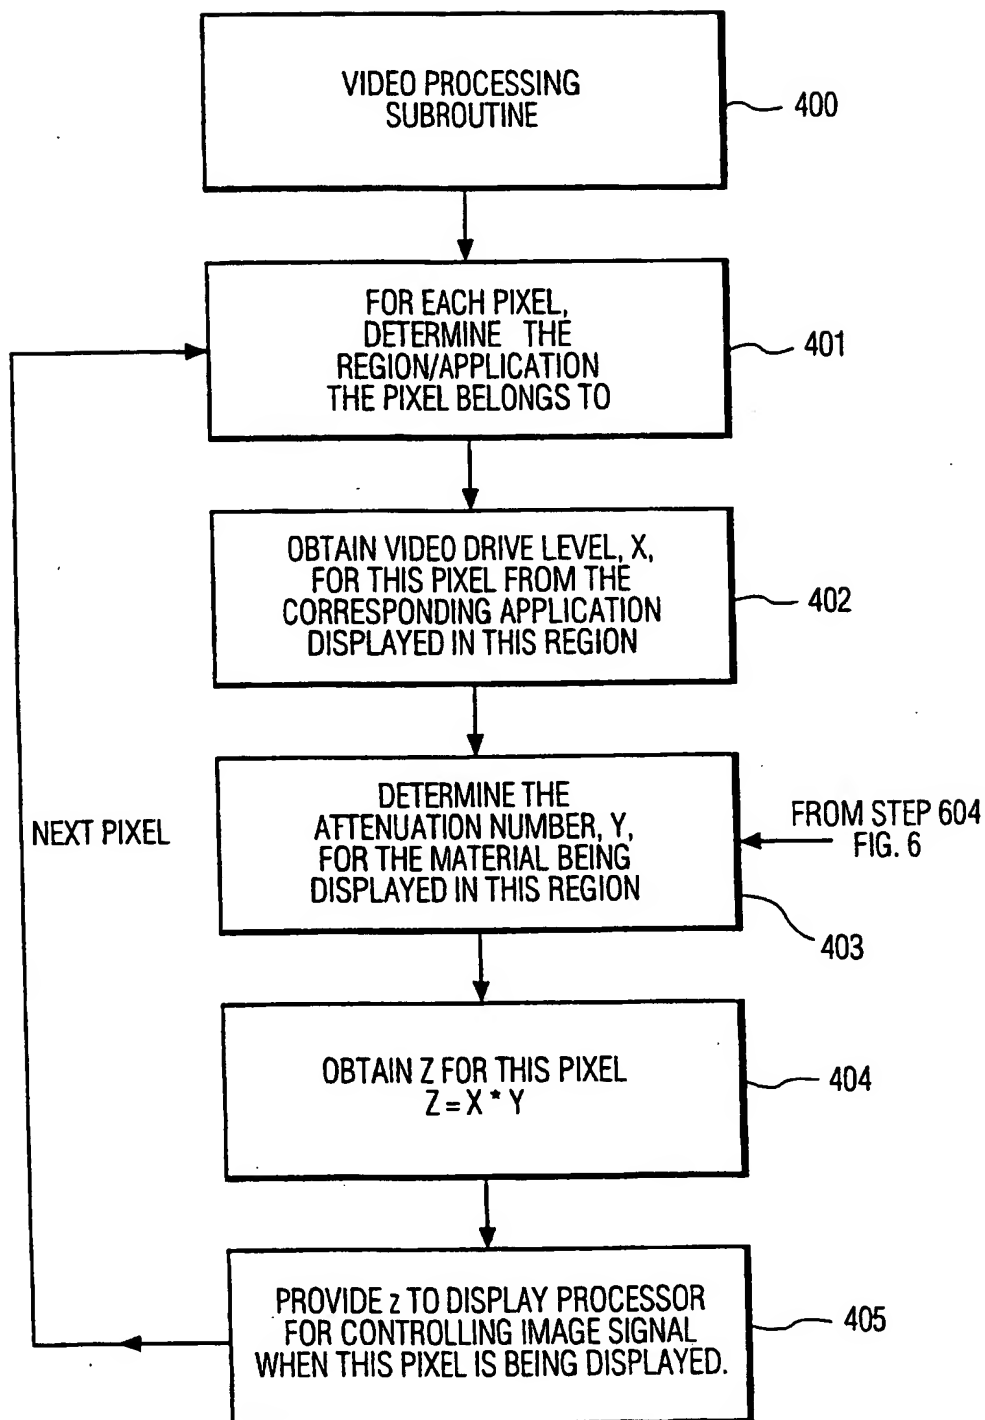 VIDEO PROCESSING
SUBROUTINE
400
FOR EACH PIXEL,
DETERMINE THE
REGION/APPLICATION
THE PIXEL BELONGS TO
401
OBTAIN VIDEO DRIVE LEVEL, X,
FOR THIS PIXEL FROM THE
CORRESPONDING APPLICATION
DISPLAYED IN THIS REGION
402
DETERMINE THE
ATTENUATION NUMBER, Y,
FOR THE MATERIAL BEING
DISPLAYED IN THIS REGION
FROM STEP 604
FIG. 6
403
NEXT PIXEL
OBTAIN Z FOR THIS PIXEL
Z = X * Y
404
PROVIDE z TO DISPLAY PROCESSOR
FOR CONTROLLING IMAGE SIGNAL
WHEN THIS PIXEL IS BEING DISPLAYED.
405